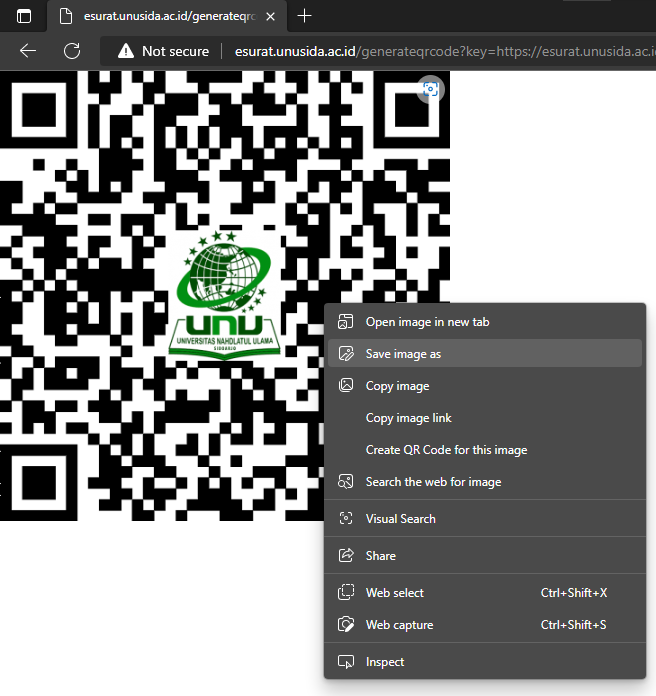 esurat.unusida.ac.id/generateqrc
Not secure
esurat.unusida.ac.id/generateqrcode?key=https://esurat.unusida.ac.i
UNU
UNIVERSITAS NAHDLATUL ULAMA
SIDOARJO
Open image in new tab
Save image as
Copy image
Copy image link
Create QR Code for this image
Search the web for image
Visual Search
Share
Web select Ctrl+Shift+X
Web capture Ctrl+Shift+S
Inspect